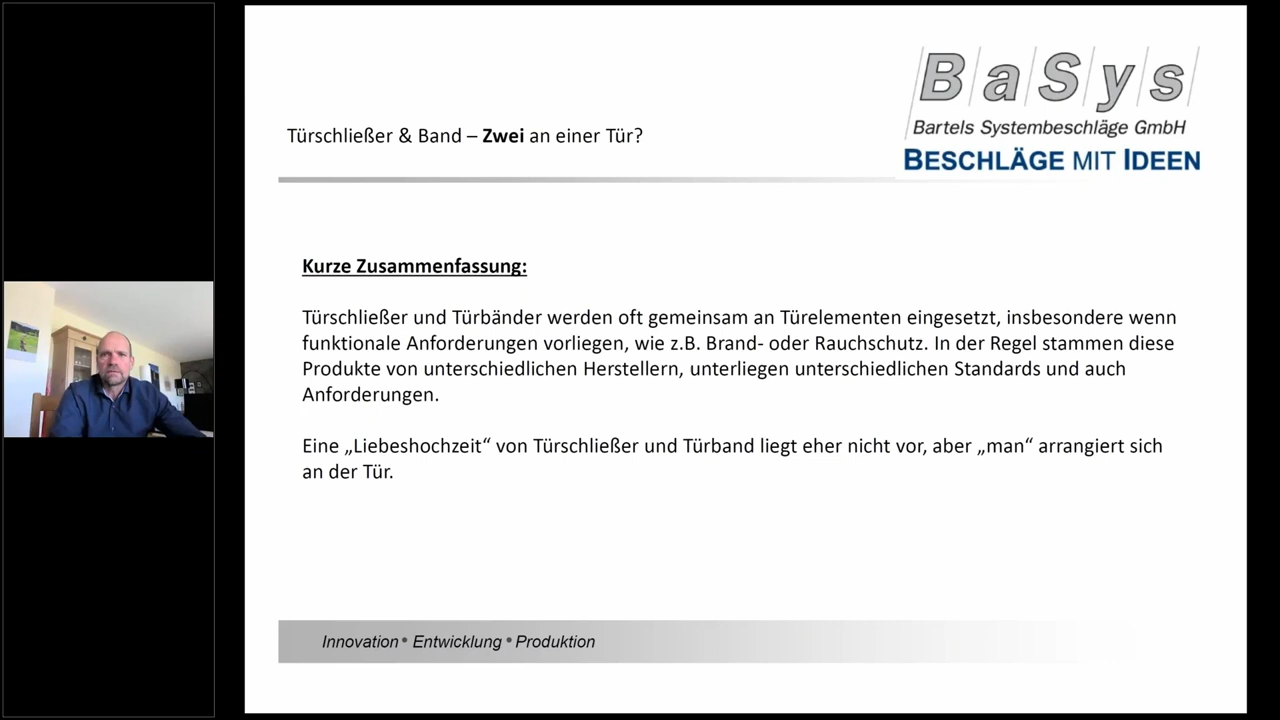 BaSys
Bartels Systembeschläge GmbH
BESCHLÄGE MIT IDEEN
Türschließer & Band – Zwei an einer Tür?
Kurze Zusammenfassung:
Türschließer und Türbänder werden oft gemeinsam an Türelementen eingesetzt, insbesondere wenn
funktionale Anforderungen vorliegen, wie z.B. Brand- oder Rauchschutz. In der Regel stammen diese
Produkte von unterschiedlichen Herstellern, unterliegen unterschiedlichen Standards und auch
Anforderungen.
Eine „Liebeshochzeit“ von Türschließer und Türband liegt eher nicht vor, aber „man“ arrangiert sich
an der Tür.
Innovation • Entwicklung • Produktion